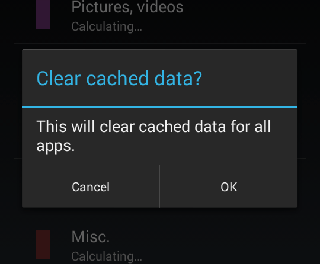 Pictures, videos
Calculating...
Clear cached data?
This will clear cached data for all
apps.
Cancel
OK
Misc.
Calculating...